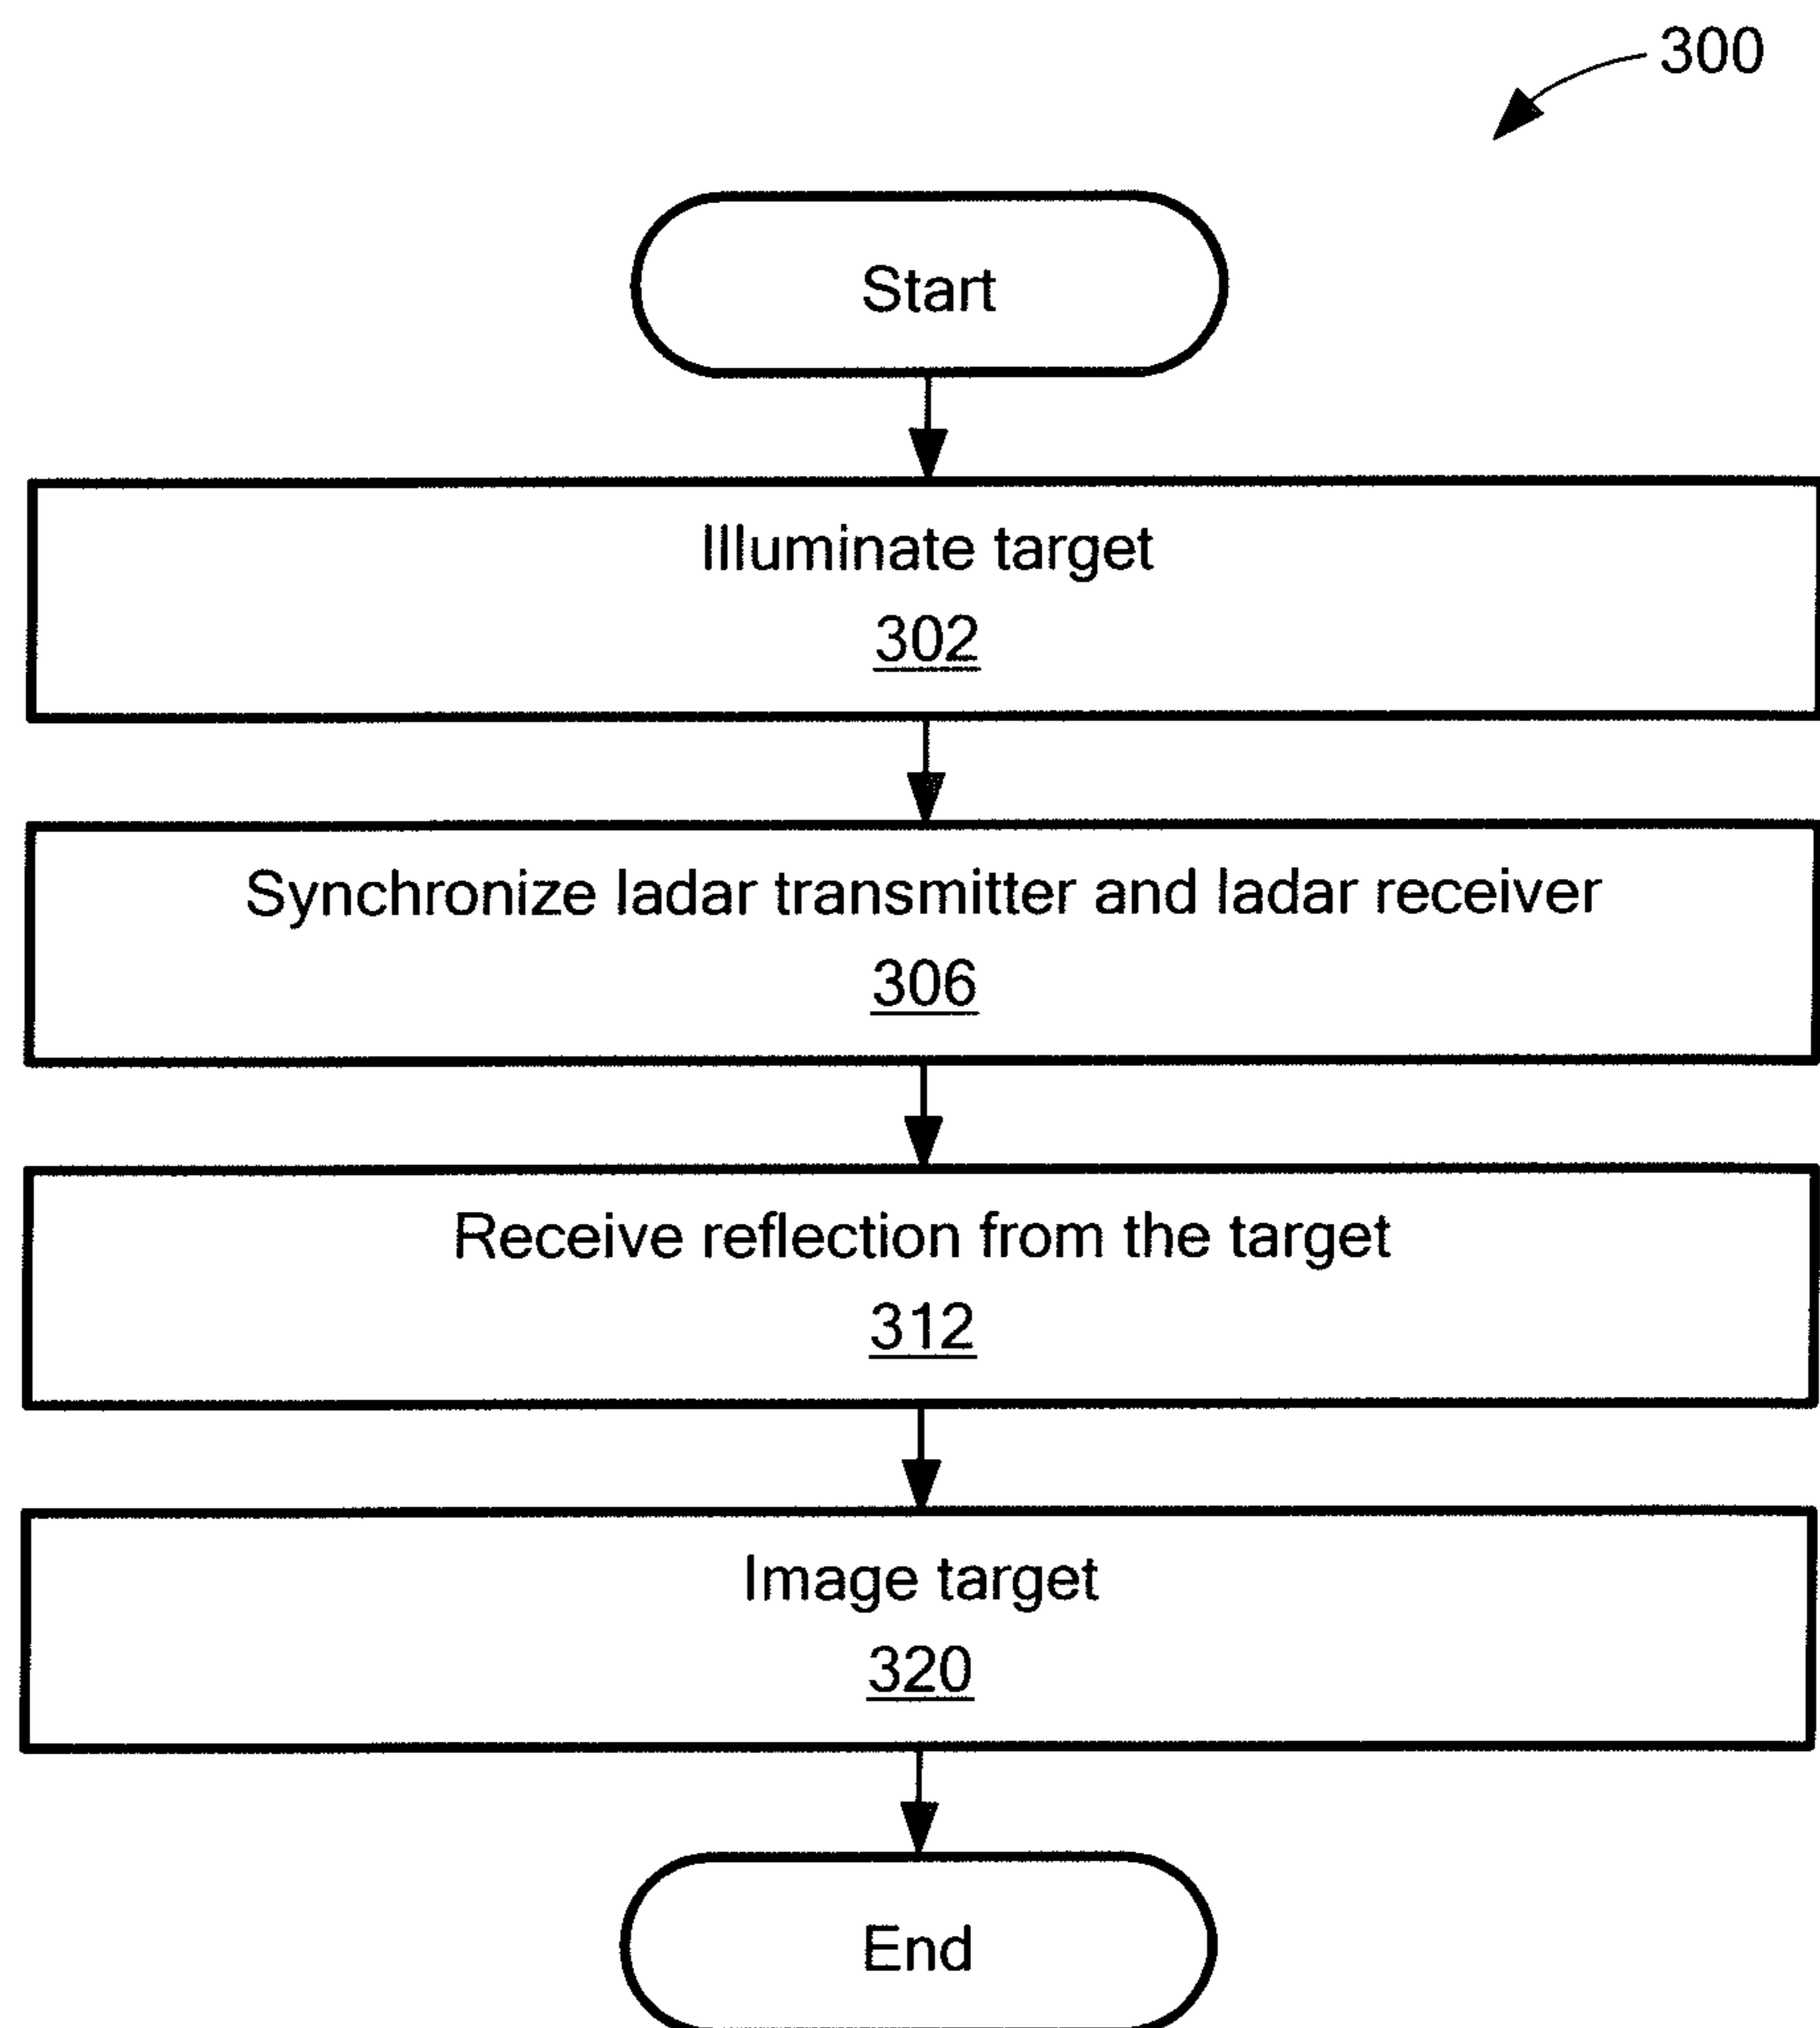 300
Start
Illuminate target
302
Synchronize ladar transmitter and ladar receiver
306
Receive reflection from the target
312
Image target
320
End